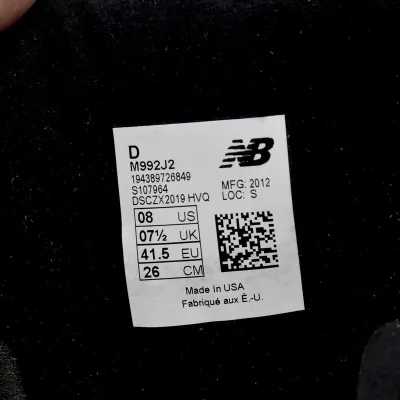 D
M992J2
194389726849
S107964
DSCZX2019 HVQ
NB
MFG: 2012
LOC: S
08 US
07½ UK
41.5 EU
26 CM
Made In USA
Fabriqué aux É.-U.